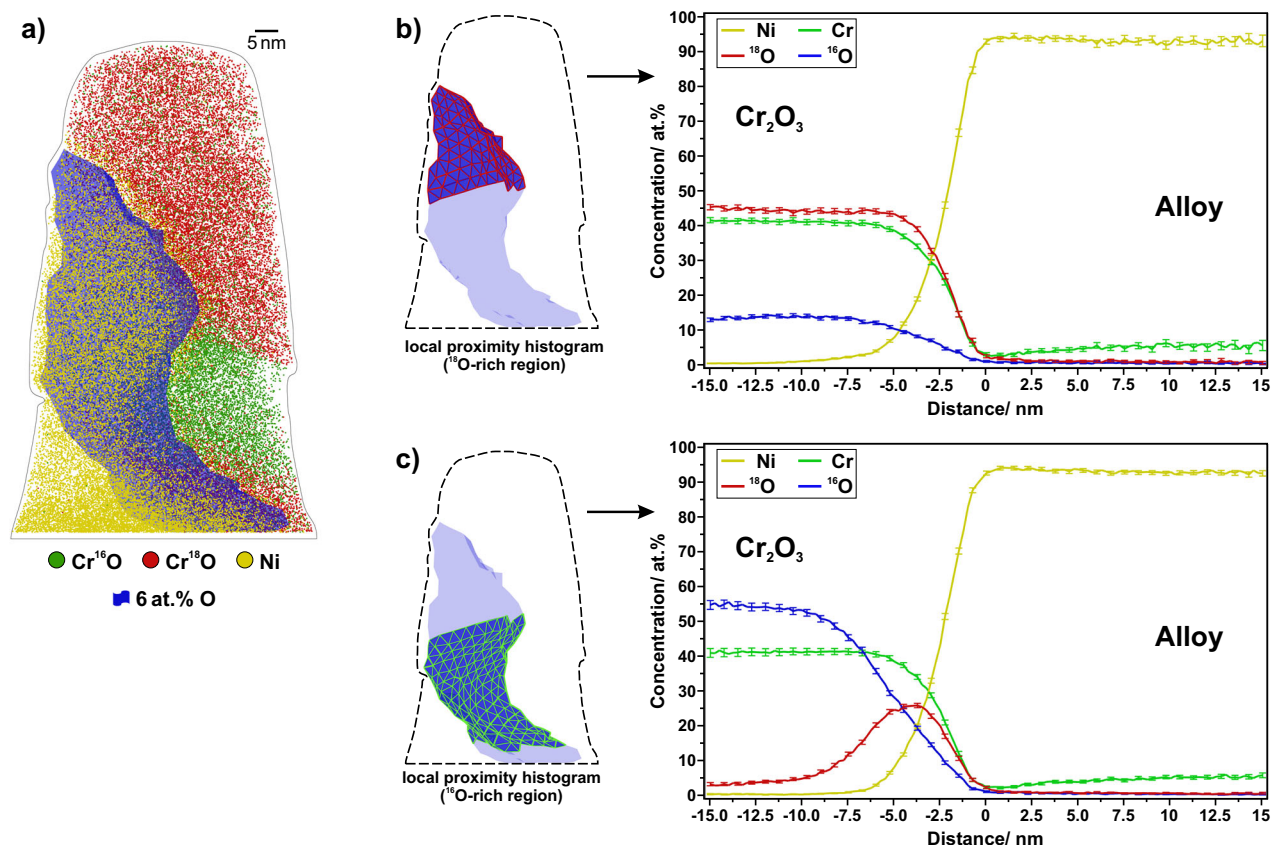 a)
5 nm
Cr¹⁶O Cr¹⁸O Ni
6 at.% O
b)
local proximity histogram
(¹⁸O-rich region)
Ni Cr
¹⁸O ¹⁶O
Cr₂O₃
Alloy
Concentration/ at.%
100
90
80
70
60
50
40
30
20
10
0
-15.0 -12.5 -10.0 -7.5 -5.0 -2.5 0 2.5 5.0 7.5 10.0 12.5 15
Distance/ nm
c)
local proximity histogram
(¹⁶O-rich region)
Ni Cr
¹⁸O ¹⁶O
Cr₂O₃
Alloy
Concentration/ at.%
100
90
80
70
60
50
40
30
20
10
0
-15.0 -12.5 -10.0 -7.5 -5.0 -2.5 0 2.5 5.0 7.5 10.0 12.5 15
Distance/ nm